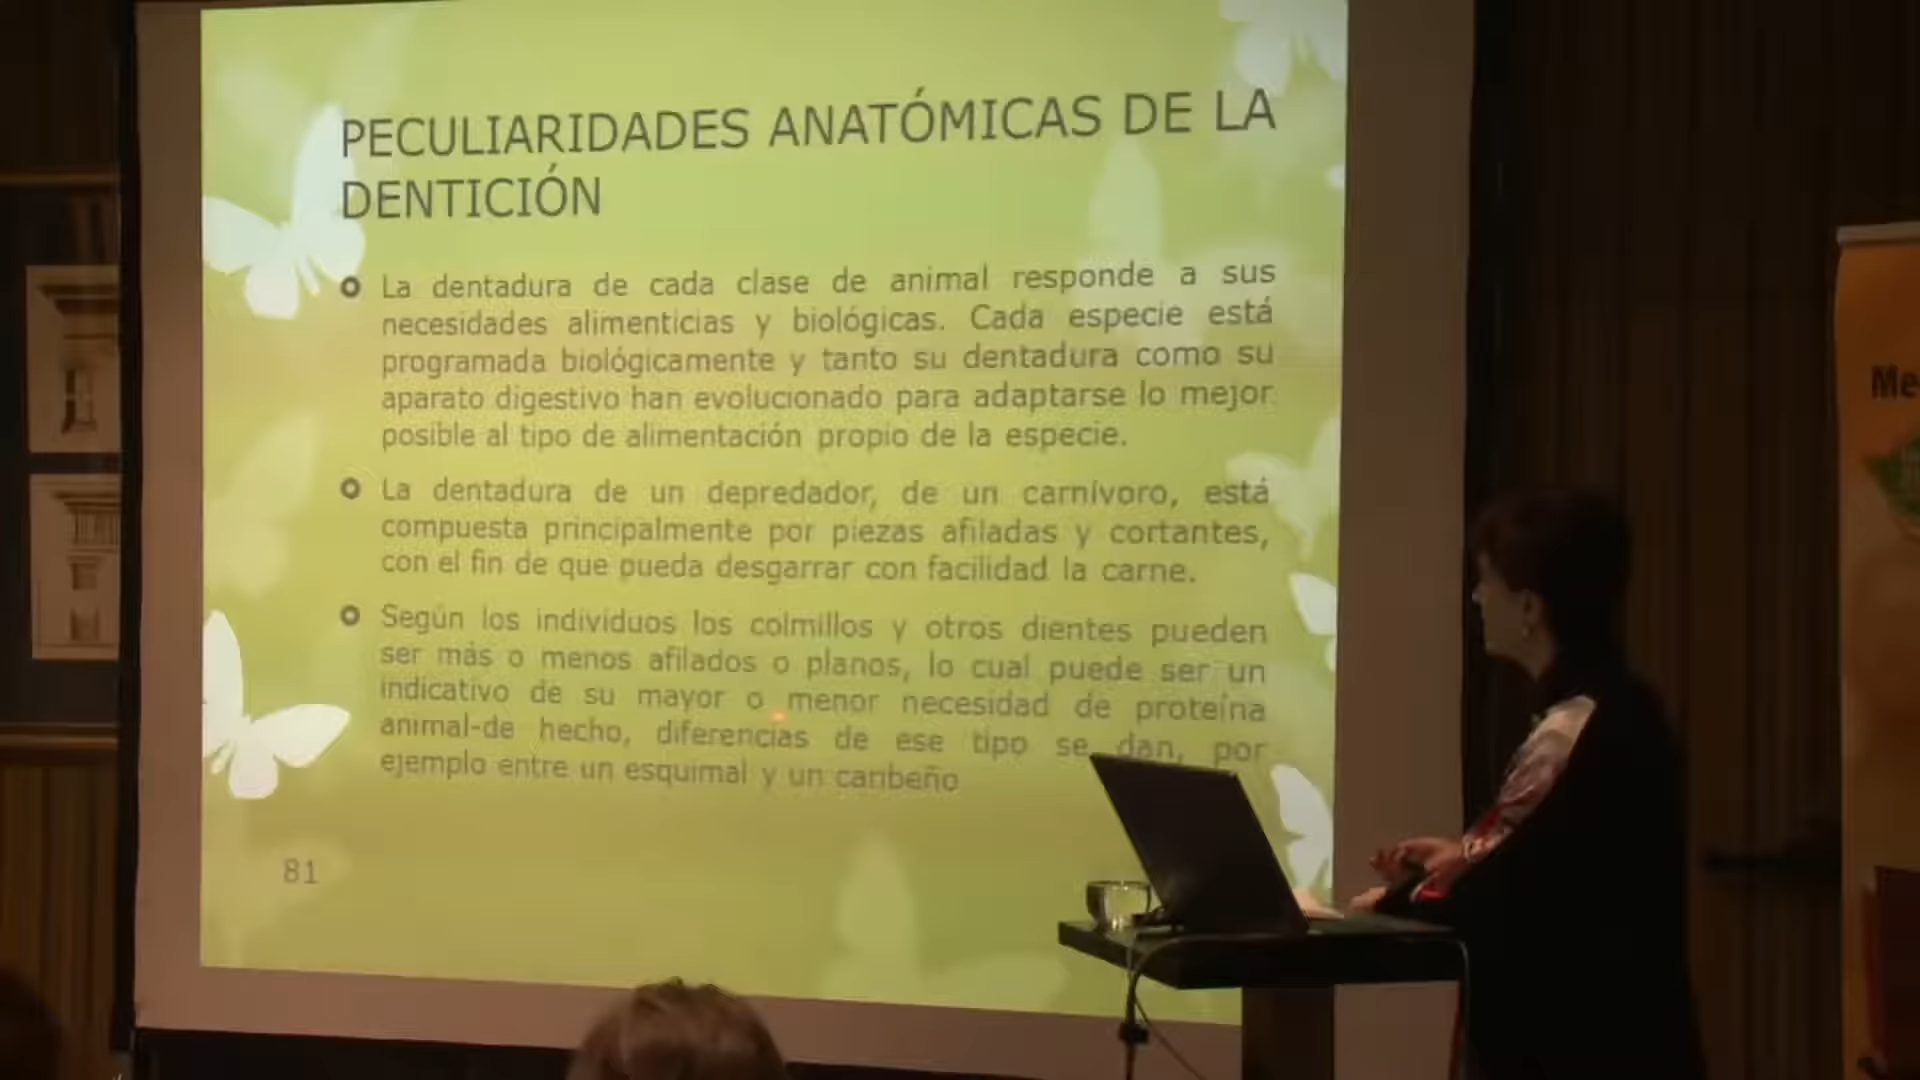 PECULIARIDADES ANATÓMICAS DE LA
DENTICIÓN
La dentadura de cada clase de animal responde a sus
necesidades alimenticias y biológicas. Cada especie está
programada biológicamente y tanto su dentadura como su
aparato digestivo han evolucionado para adaptarse lo mejor
posible al tipo de alimentación propio de la especie.
La dentadura de un depredador, de un carnívoro, está
compuesta principalmente por piezas afiladas y cortantes,
con el fin de que pueda desgarrar con facilidad la carne.
Según los individuos los colmillos y otros dientes pueden
ser más o menos afilados o planos, lo cual puede ser un
indicativo de su mayor o menor necesidad de proteína
animal-de hecho, diferencias de ese tipo se dan, por
ejemplo entre un esquimal y un caribeño
81